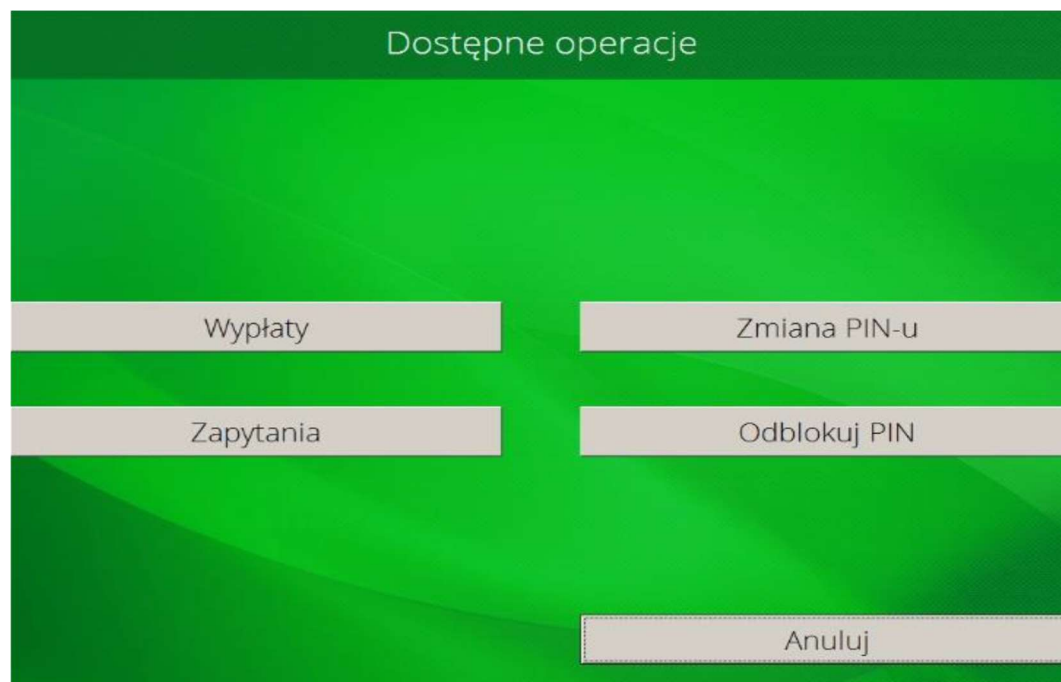 Dostępne operacje
Wypłaty
Zmiana PIN-u
Zapytania
Odblokuj PIN
Anuluj